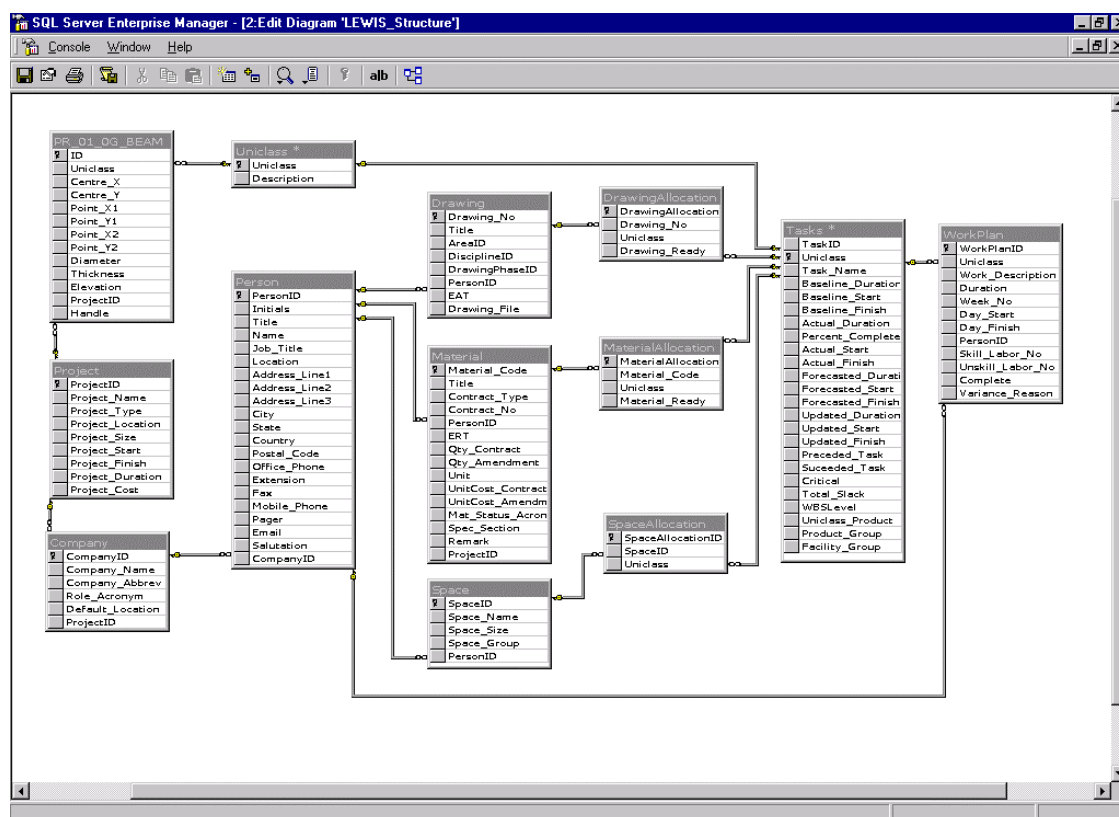 SQL Server Enterprise Manager - [2:Edit Diagram 'LEWIS_Structure']
Console Window Help
a|b
PR_01_0G_BEAM
ID
Uniclass
Centre_X
Centre_Y
Point_X1
Point_Y1
Point_X2
Point_Y2
Diameter
Thickness
Elevation
ProjectID
Handle
Project
ProjectID
Project_Name
Project_Type
Project_Location
Project_Size
Project_Start
Project_Finish
Project_Duration
Project_Cost
Company
CompanyID
Company_Name
Company_Abbrev
Role_Acronym
Default_Location
ProjectID
Uniclass *
Uniclass
Description
Person
PersonID
Initials
Title
Name
Job_Title
Location
Address_Line1
Address_Line2
Address_Line3
City
State
Country
Postal_Code
Office_Phone
Extension
Fax
Mobile_Phone
Pager
Email
Salutation
CompanyID
Drawing
Drawing_No
Title
AreaID
DisciplineID
DrawingPhaseID
PersonID
EAT
Drawing_File
Material
Material_Code
Title
Contract_Type
Contract_No
PersonID
ERT
Qty_Contract
Qty_Amendment
Unit
UnitCost_Contract
UnitCost_Amendm
Mat_Status_Acron
Spec_Section
Remark
ProjectID
Space
SpaceID
Space_Name
Space_Size
Space_Group
PersonID
DrawingAllocation
DrawingAllocation
Drawing_No
Uniclass
Drawing_Ready
MaterialAllocation
MaterialAllocation
Material_Code
Uniclass
Material_Ready
SpaceAllocation
SpaceAllocationID
SpaceID
Uniclass
Tasks *
TaskID
Uniclass
Task_Name
Baseline_Duration
Baseline_Start
Baseline_Finish
Actual_Duration
Percent_Complete
Actual_Start
Actual_Finish
Forecasted_Durati
Forecasted_Start
Forecasted_Finish
Updated_Duration
Updated_Start
Updated_Finish
Preceded_Task
Suceeded_Task
Critical
Total_Slack
WBSLevel
Uniclass_Product
Product_Group
Facility_Group
WorkPlan
WorkPlanID
Uniclass
Work_Description
Duration
Week_No
Day_Start
Day_Finish
PersonID
Skill_Labor_No
Unskill_Labor_No
Complete
Variance_Reason